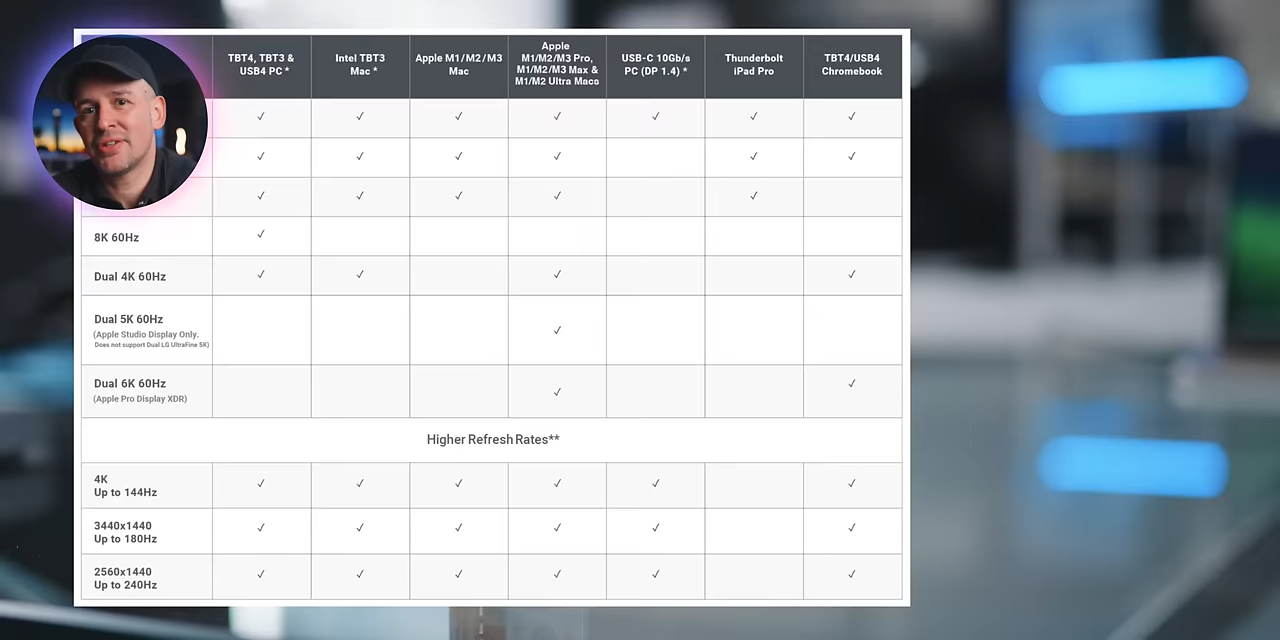 TBT4, TBT3 &
USB4 PC *
Intel TBT3
Mac *
Apple M1/M2/M3
Mac
Apple
M1/M2/M3 Pro,
M1/M2/M3 Max &
M1/M2 Ultra Macs
USB-C 10Gb/s
PC (DP 1.4) *
Thunderbolt
iPad Pro
TBT4/USB4
Chromebook
✓ ✓ ✓ ✓ ✓ ✓ ✓
✓ ✓ ✓ ✓ ✓ ✓
✓ ✓ ✓ ✓ ✓
8K 60Hz ✓
Dual 4K 60Hz ✓ ✓ ✓ ✓
Dual 5K 60Hz
(Apple Studio Display Only.
Does not support Dual LG UltraFine 5K)
✓
Dual 6K 60Hz
(Apple Pro Display XDR)
✓ ✓
Higher Refresh Rates**
4K
Up to 144Hz
✓ ✓ ✓ ✓ ✓ ✓
3440x1440
Up to 180Hz
✓ ✓ ✓ ✓ ✓ ✓
2560x1440
Up to 240Hz
✓ ✓ ✓ ✓ ✓ ✓